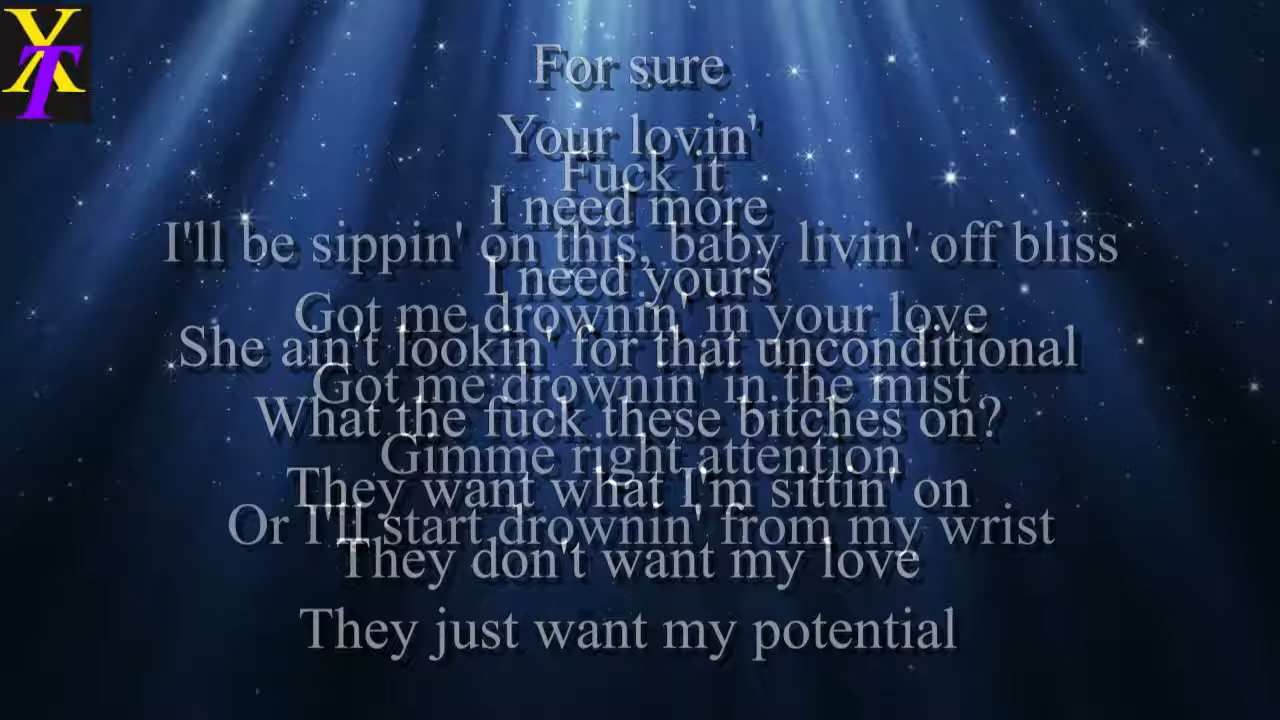 XT
For sure
Your lovin'
Fuck it
I need more
I'll be sippin' on this, baby livin' off bliss
I need yours
Got me drownin' in your love
She ain't lookin' for that unconditional
Got me drownin' in the mist
What the fuck these bitches on?
Gimme right attention
They want what I'm sittin' on
Or I'll start drownin' from my wrist
They don't want my love
They just want my potential